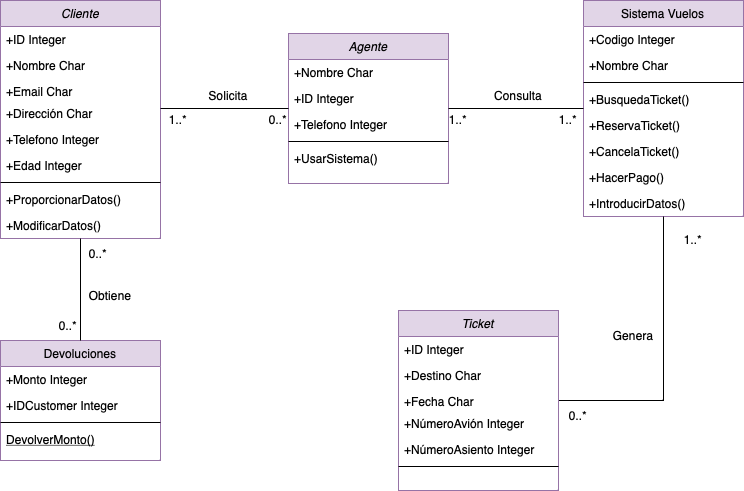 Cliente
+ID Integer
+Nombre Char
+Email Char
+Dirección Char
+Telefono Integer
+Edad Integer
+ProporcionarDatos()
+ModificarDatos()
Solicita
1..*
0..*
Agente
+Nombre Char
+ID Integer
+Telefono Integer
+UsarSistema()
Consulta
1..*
1..*
Sistema Vuelos
+Codigo Integer
+Nombre Char
+BusquedaTicket()
+ReservaTicket()
+CancelaTicket()
+HacerPago()
+IntroducirDatos()
0..*
Obtiene
0..*
Devoluciones
+Monto Integer
+IDCustomer Integer
DevolverMonto()
1..*
Genera
0..*
Ticket
+ID Integer
+Destino Char
+Fecha Char
+NúmeroAvión Integer
+NúmeroAsiento Integer